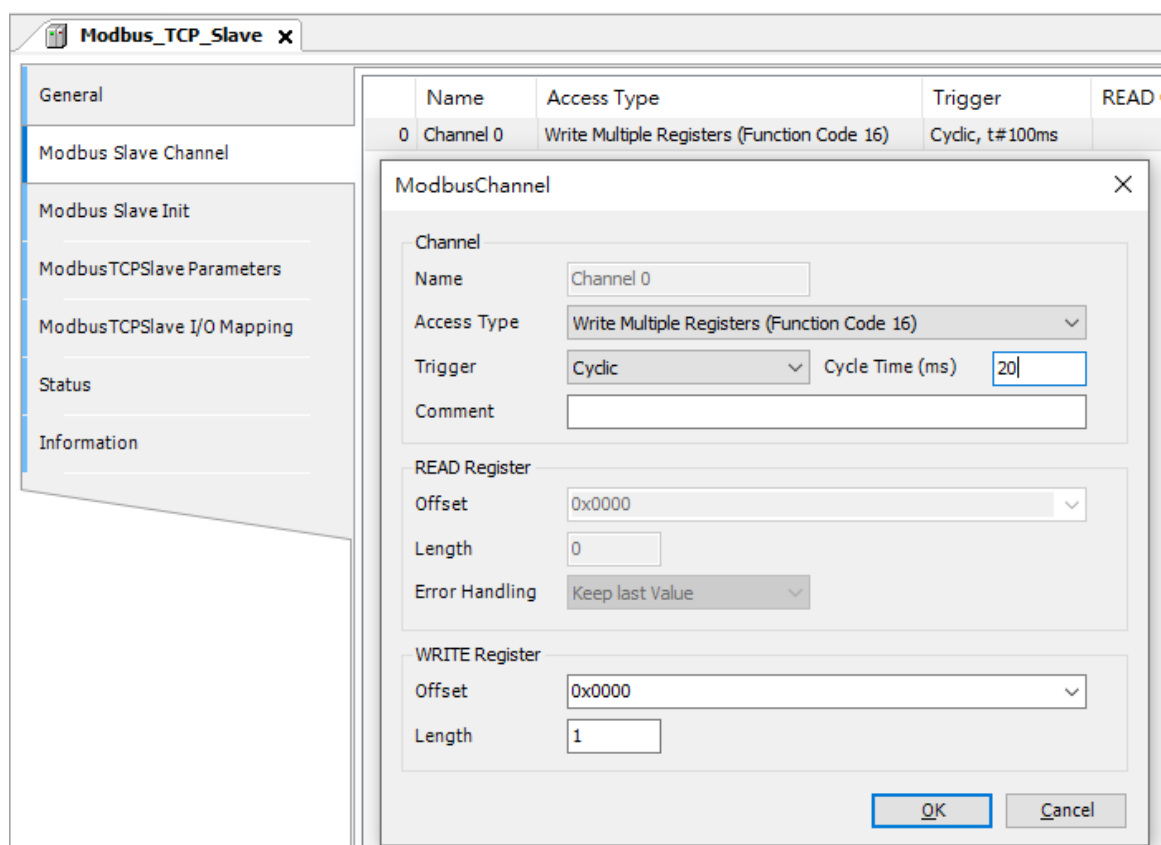 Modbus_TCP_Slave
General
Modbus Slave Channel
Modbus Slave Init
ModbusTCPSlave Parameters
ModbusTCPSlave I/O Mapping
Status
Information
Name Access Type Trigger READ
0 Channel 0 Write Multiple Registers (Function Code 16) Cyclic, t#100ms
ModbusChannel
Channel
Name Channel 0
Access Type Write Multiple Registers (Function Code 16)
Trigger Cyclic Cycle Time (ms) 20
Comment
READ Register
Offset 0x0000
Length 0
Error Handling Keep last Value
WRITE Register
Offset 0x0000
Length 1
OK Cancel